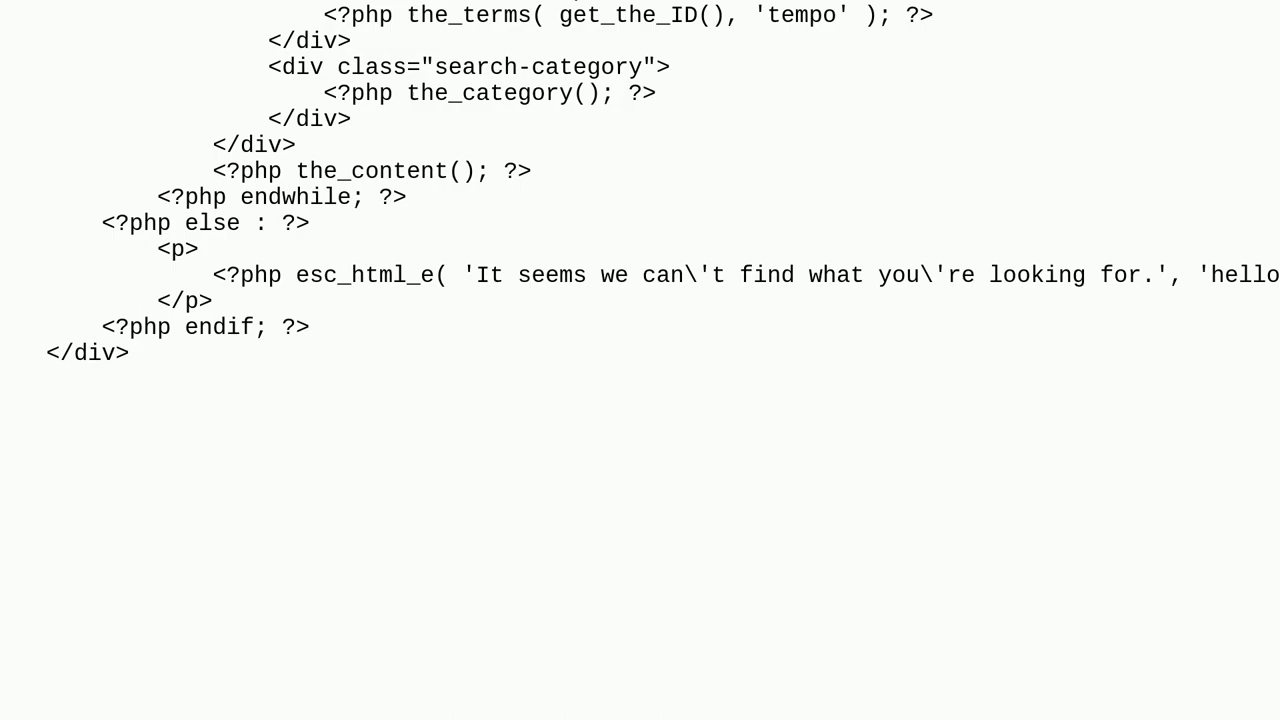 <?php the_terms( get_the_ID(), 'tempo' ); ?>
</div>
<div class="search-category">
<?php the_category(); ?>
</div>
</div>
<?php the_content(); ?>
<?php endwhile; ?>
<?php else : ?>
<p>
<?php esc_html_e( 'It seems we can\'t find what you\'re looking for.', 'hello
</p>
<?php endif; ?>
</div>